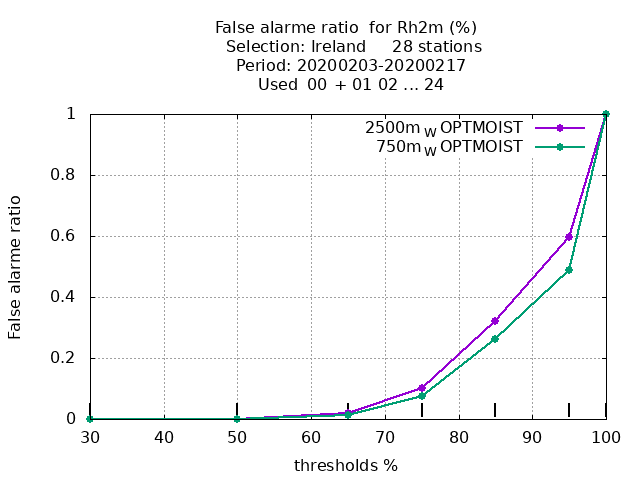 False alarme ratio  for Rh2m (%)
Selection: Ireland     28 stations
Period: 20200203-20200217
Used  00 + 01 02 ... 24
2500m W OPTMOIST
750m W OPTMOIST
1
0.8
0.6
0.4
0.2
0
False alarme ratio
30 40 50 60 70 80 90 100
thresholds %